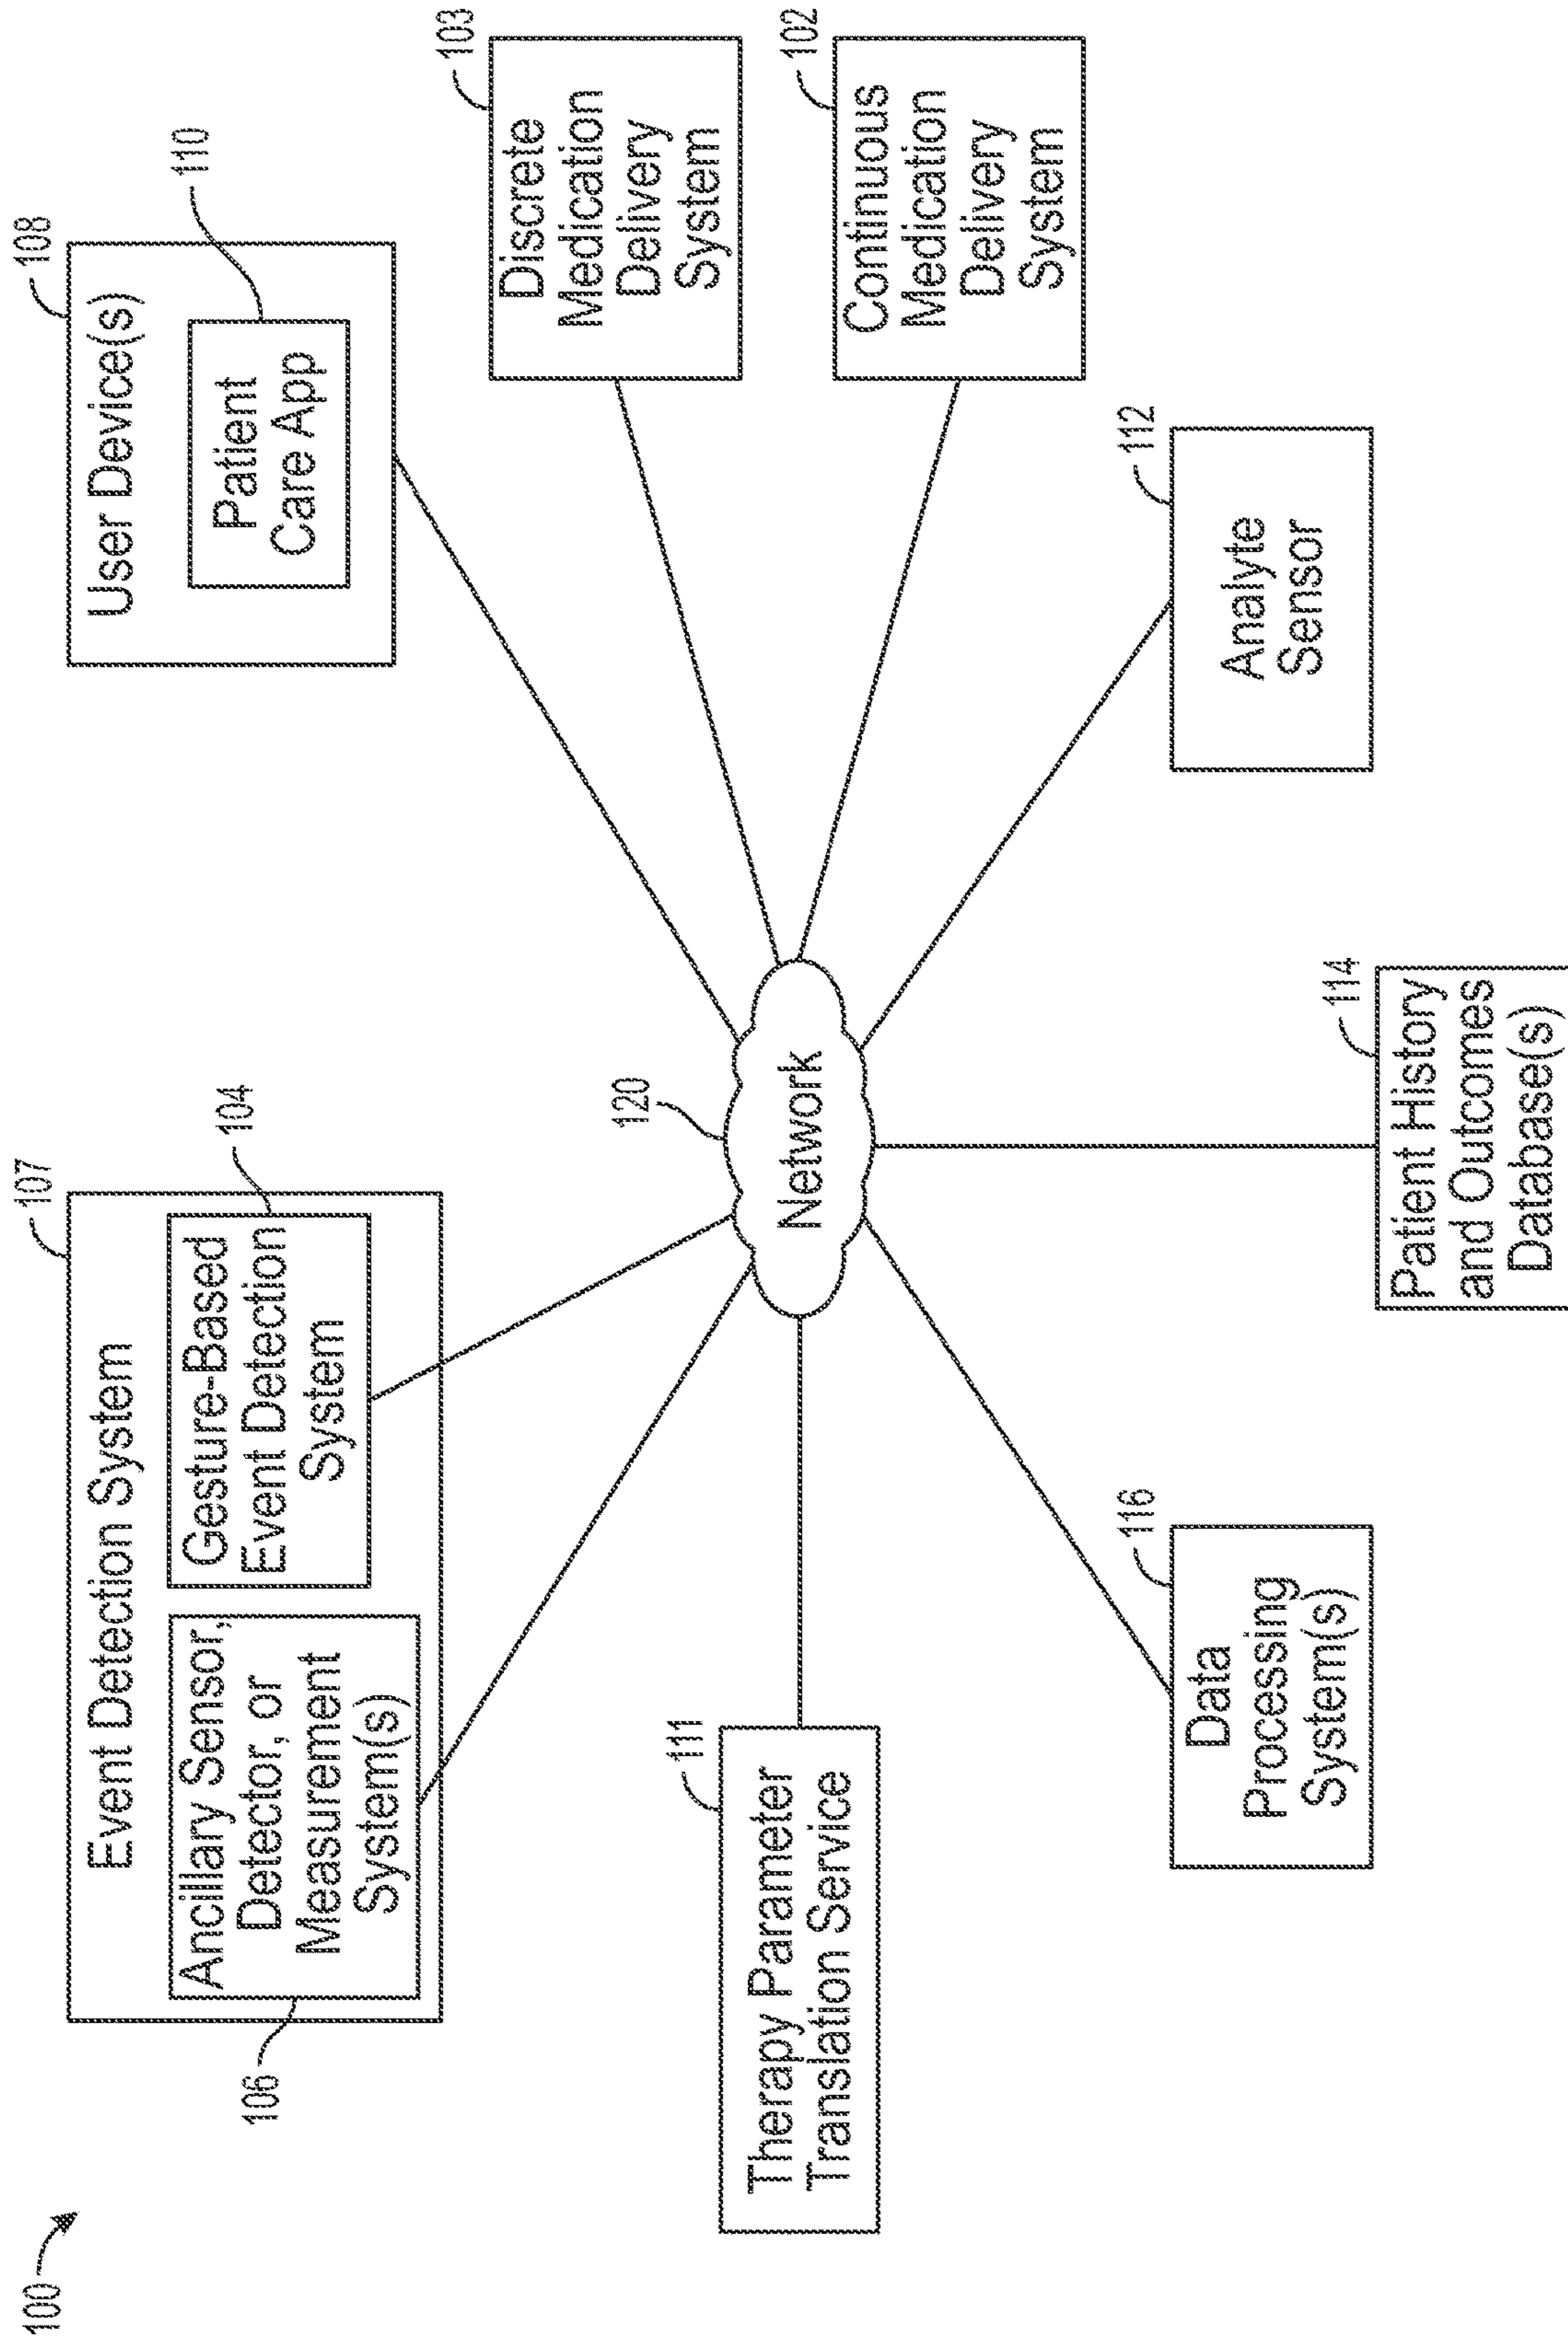 100
107
Event Detection System
104
Gesture-Based
Event Detection
System
106
Ancillary Sensor,
Detector, or
Measurement
System(s)
108
User Device(s)
110
Patient
Care App
103
Discrete
Medication
Delivery
System
102
Continuous
Medication
Delivery
System
120
Network
111
Therapy Parameter
Translation Service
112
Analyte
Sensor
116
Data
Processing
System(s)
114
Patient History
and Outcomes
Database(s)